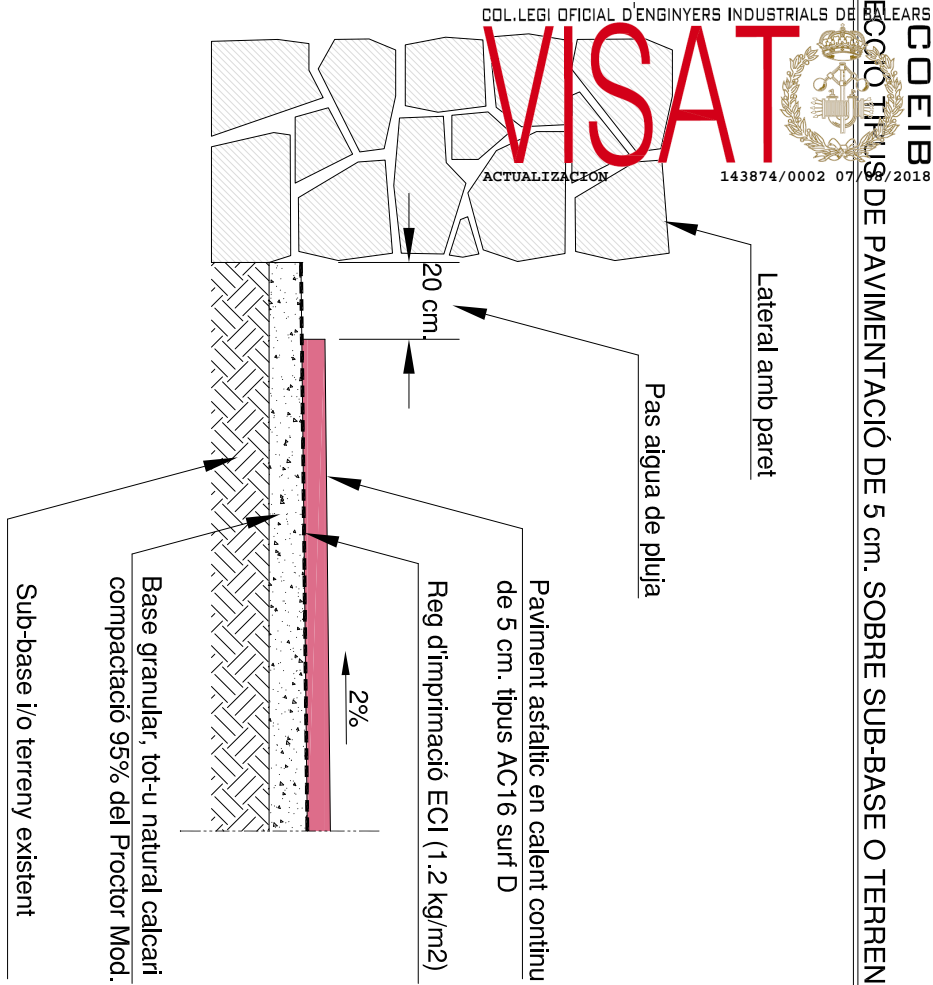 COL.LEGI OFICIAL D'ENGINYERS INDUSTRIALS DE BALEARS
COEIB
VISAT
ACTUALIZACION 143874/0002 07/08/2018
DE PAVIMENTACIÓ DE 5 cm. SOBRE SUB-BASE O TERREN
Lateral amb paret
Pas aigua de pluja
20 cm.
Paviment asfaltic en calent continu
de 5 cm. tipus AC16 surf D
Reg d'imprimació ECI (1.2 kg/m2)
2%
Base granular, tot-u natural calcari
compactació 95% del Proctor Mod.
Sub-base i/o terreny existent